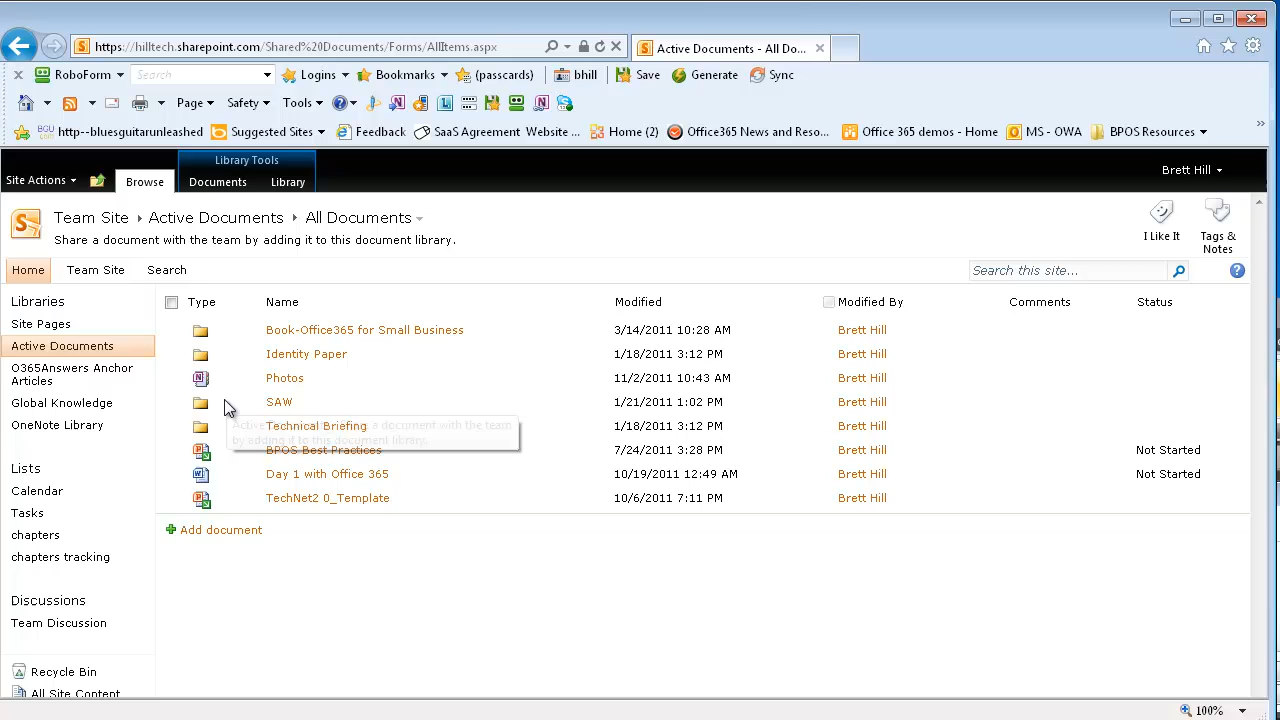 https://hilltech.sharepoint.com/Shared%20Documents/Forms/AllItems.aspx
Active Documents - All Do...
RoboForm
Search
Logins
Bookmarks
(passcards)
bhill
Save
Generate
Sync
Page
Safety
Tools
BGU.com
http--bluesguitarunleashed
Suggested Sites
Feedback
SaaS Agreement Website ...
Home (2)
Office365 News and Reso...
Office 365 demos - Home
MS - OWA
BPOS Resources
Library Tools
Site Actions
Browse
Documents
Library
Brett Hill
Team Site
Active Documents
All Documents
Share a document with the team by adding it to this document library.
I Like It
Tags & Notes
Home
Team Site
Search
Search this site...
Libraries
Site Pages
Active Documents
O365Answers Anchor
Articles
Global Knowledge
OneNote Library
Lists
Calendar
Tasks
chapters
chapters tracking
Discussions
Team Discussion
Recycle Bin
All Site Content
Type Name Modified Modified By Comments Status
Book-Office365 for Small Business 3/14/2011 10:28 AM Brett Hill
Identity Paper 1/18/2011 3:12 PM Brett Hill
Photos 11/2/2011 10:43 AM Brett Hill
SAW 1/21/2011 1:02 PM Brett Hill
Technical Briefing 1/18/2011 3:12 PM Brett Hill
BPOS Best Practices 7/24/2011 3:28 PM Brett Hill Not Started
Day 1 with Office 365 10/19/2011 12:49 AM Brett Hill Not Started
TechNet2 0_Template 10/6/2011 7:11 PM Brett Hill
Add document
100%